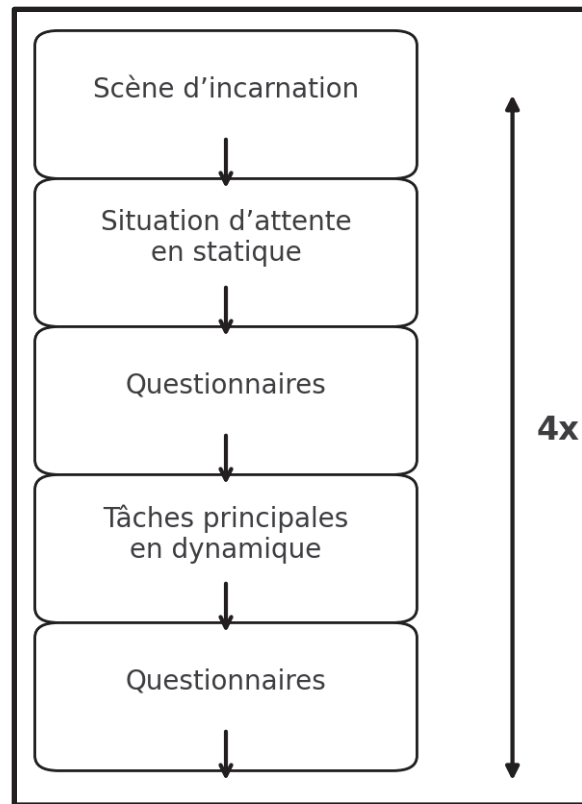 Scène d’incarnation
Situation d’attente
en statique
Questionnaires
4x
Tâches principales
en dynamique
Questionnaires